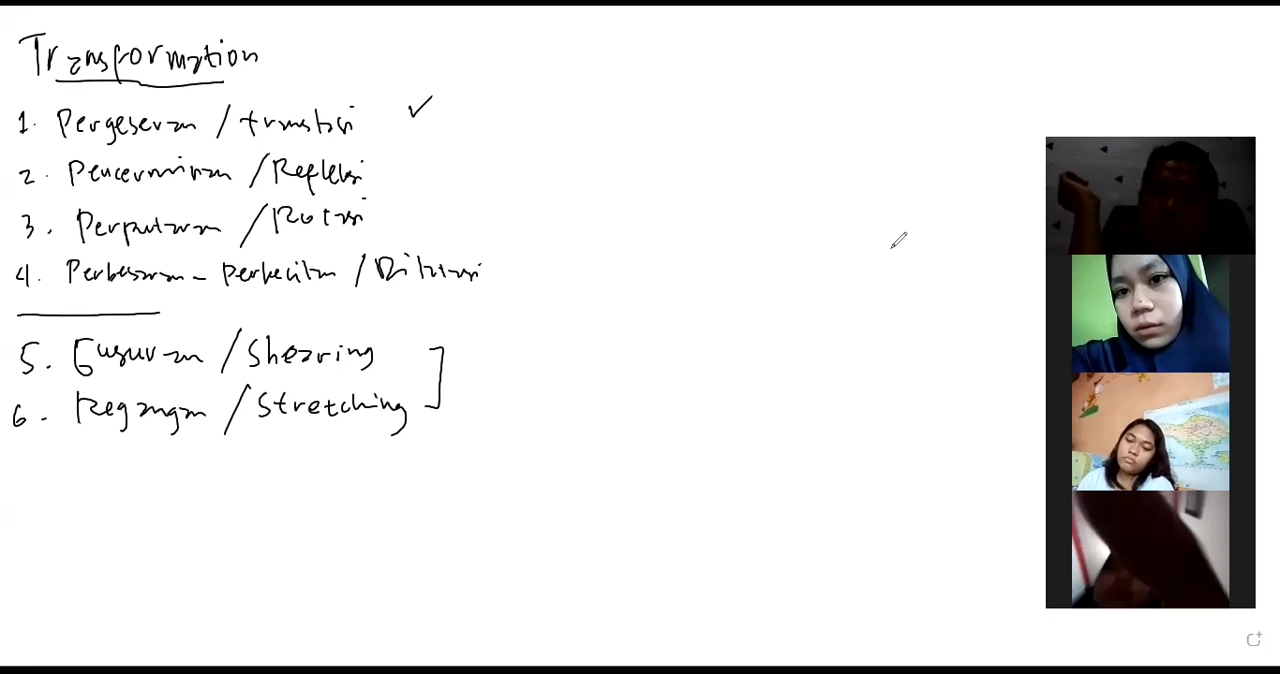 Transformation
1. Pergeseran / translasi ✓
2. Pencerminan / Refleksi
3. Perputaran / Rotasi
4. Perbesaran - perkecilan / Dilatasi
5. Gusuran / Shearing
6. Regangan / Stretching